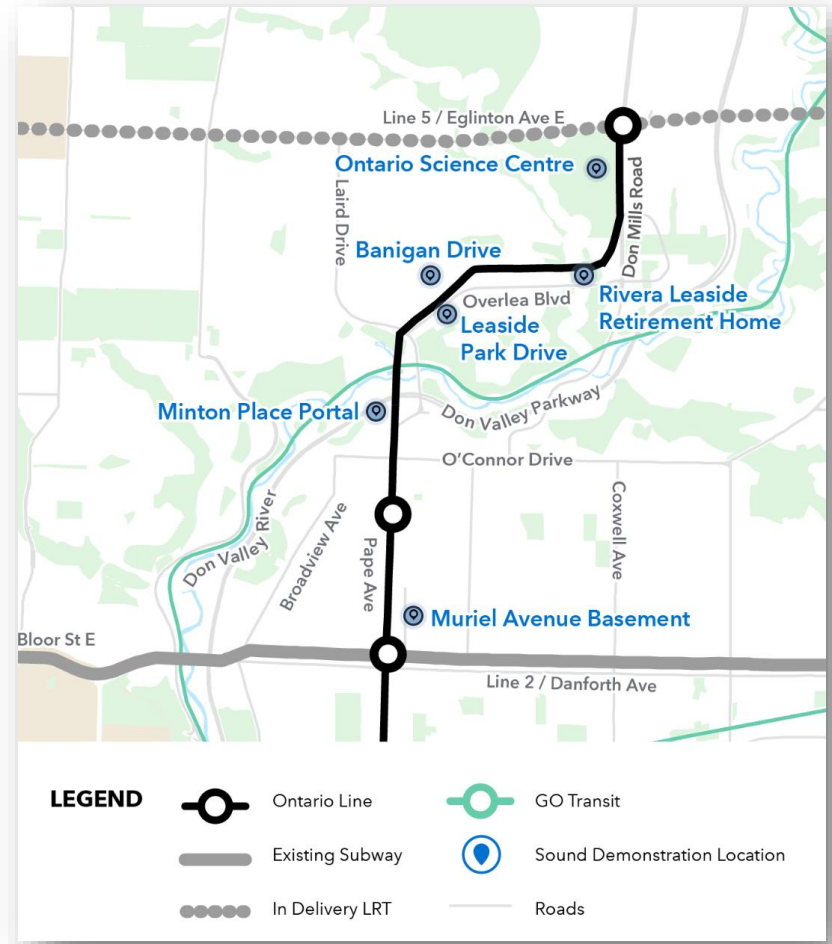 Line 5 / Eglinton Ave E
Ontario Science Centre
Laird Drive
Don Mills Road
Banigan Drive
Overlea Blvd
Rivera Leaside
Retirement Home
Leaside
Park Drive
Minton Place Portal
Don Valley Parkway
O'Connor Drive
Don Valley River
Broadview Ave
Pape Ave
Coxwell Ave
Muriel Avenue Basement
Bloor St E
Line 2 / Danforth Ave
LEGEND
Ontario Line
GO Transit
Existing Subway
Sound Demonstration Location
In Delivery LRT
Roads